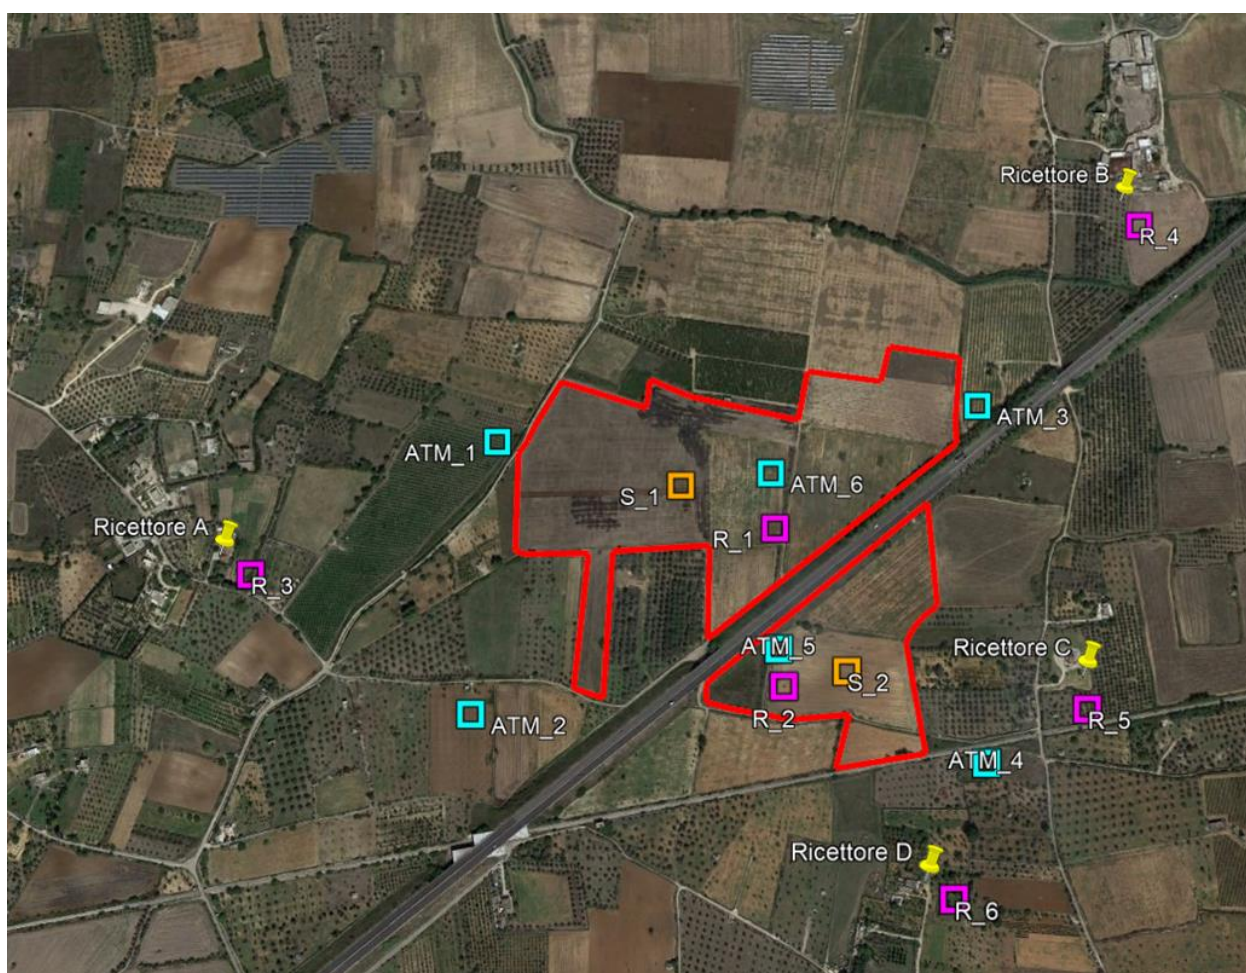 Ricettore B
R_4
ATM_3
ATM_1
S_1
ATM_6
Ricettore A
R_1
R_3
ATM_5
Ricettore C
S_2
R_2
R_5
ATM_2
ATM_4
Ricettore D
R_6